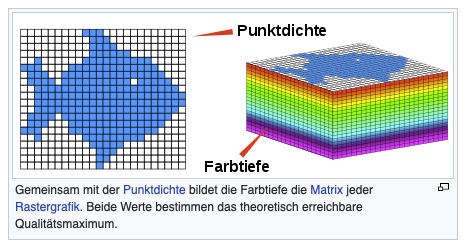 Punktdichte
Farbtiefe
Gemeinsam mit der Punktdichte bildet die Farbtiefe die Matrix jeder
Rastergrafik. Beide Werte bestimmen das theoretisch erreichbare
Qualitätsmaximum.